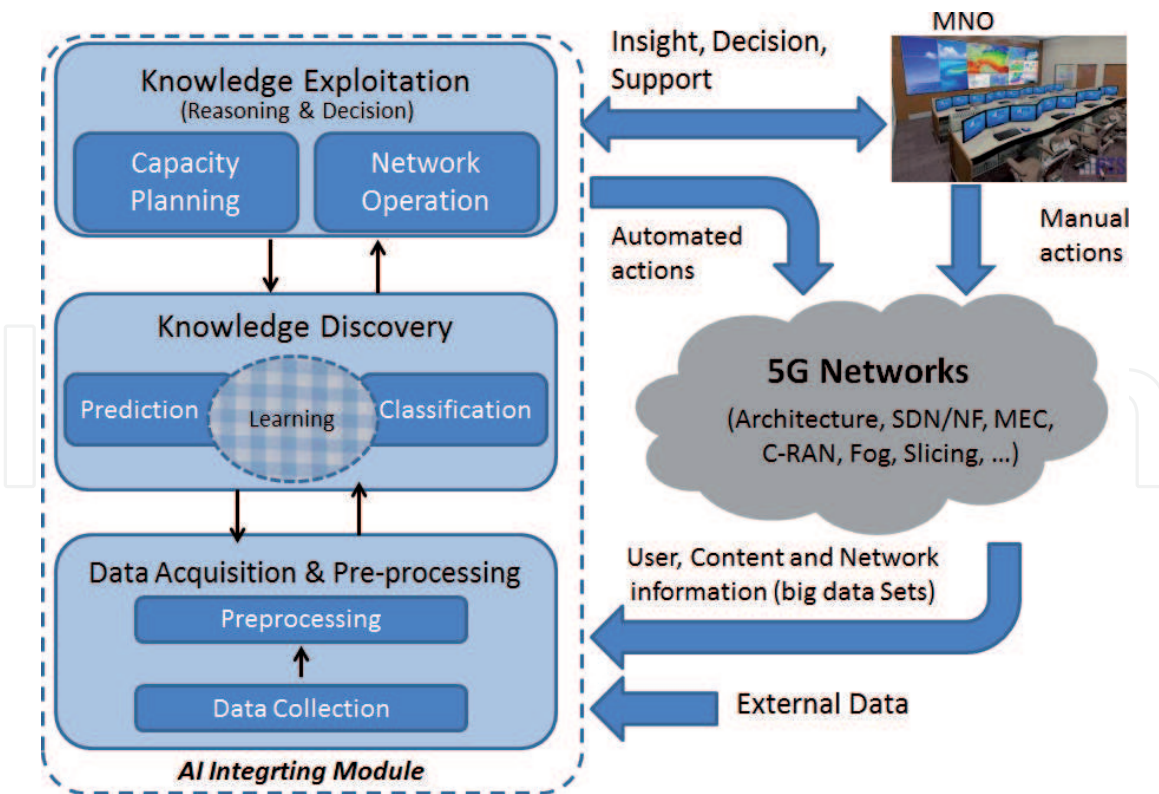 MNO
Insight, Decision,
Support
Knowledge Exploitation
(Reasoning & Decision)
Capacity
Planning
Network
Operation
Automated
actions
Manual
actions
Knowledge Discovery
Prediction
Learning
Classification
5G Networks
(Architecture, SDN/NF, MEC,
C-RAN, Fog, Slicing, ...)
Data Acquisition & Pre-processing
Preprocessing
Data Collection
User, Content and Network
information (big data Sets)
External Data
AI Integrting Module